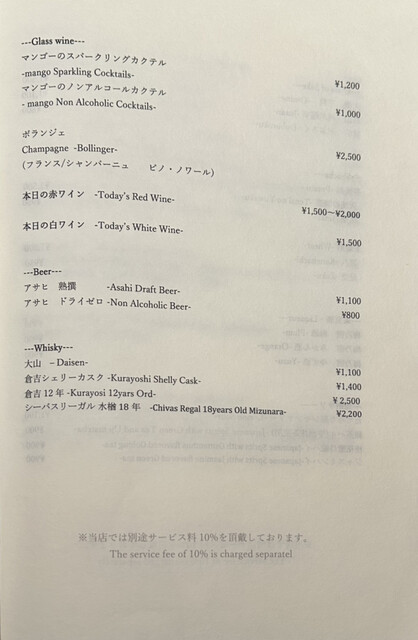 ---Glass wine---
マンゴーのスパークリングカクテル
-mango Sparkling Cocktails-
¥1,200
マンゴーのノンアルコールカクテル
- mango Non Alcoholic Cocktails-
¥1,000
ボランジェ
Champagne -Bollinger-
¥2,500
(フランス/シャンパーニュ ピノ・ノワール)
本日の赤ワイン -Today's Red Wine-
¥1,500～¥2,000
本日の白ワイン -Today's White Wine-
¥1,500
---Beer---
アサヒ 熟撰 -Asahi Draft Beer-
¥1,100
アサヒ ドライゼロ -Non Alcoholic Beer-
¥800
---Whisky---
大山 –Daisen-
¥1,100
倉吉シェリーカスク -Kurayoshi Shelly Cask-
¥1,400
倉吉 12 年 -Kurayosi 12yars Ord-
¥ 2,500
シーバスリーガル 水楢 18 年 -Chivas Regal 18years Old Mizunara-
¥2,200
※当店では別途サービス料 10%を頂戴しております。
The service fee of 10% is charged separatel